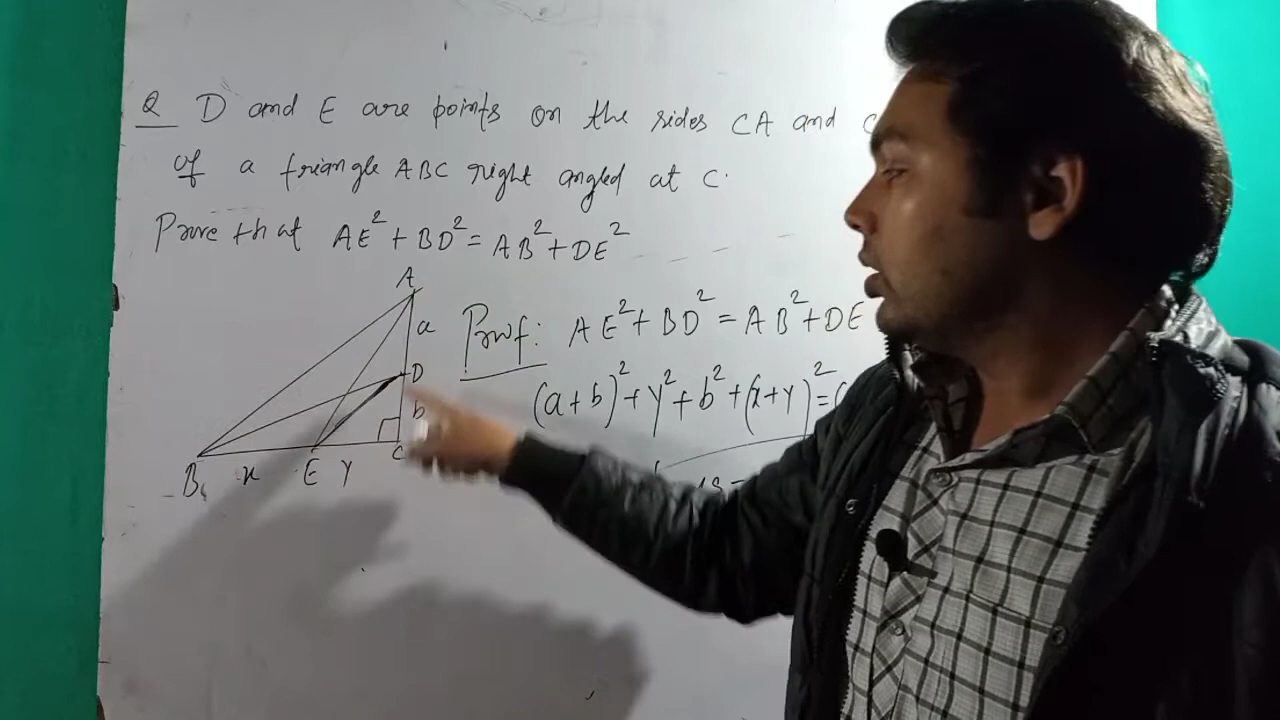 Q D and E are points on the sides CA and C
of a triangle ABC right angled at C.
Prove that AE² + BD² = AB² + DE²
A
a
D
b
C
B
x
E
y
Proof: AE² + BD² = AB² + DE
(a+b)² + y² + b² + (x+y)² = (